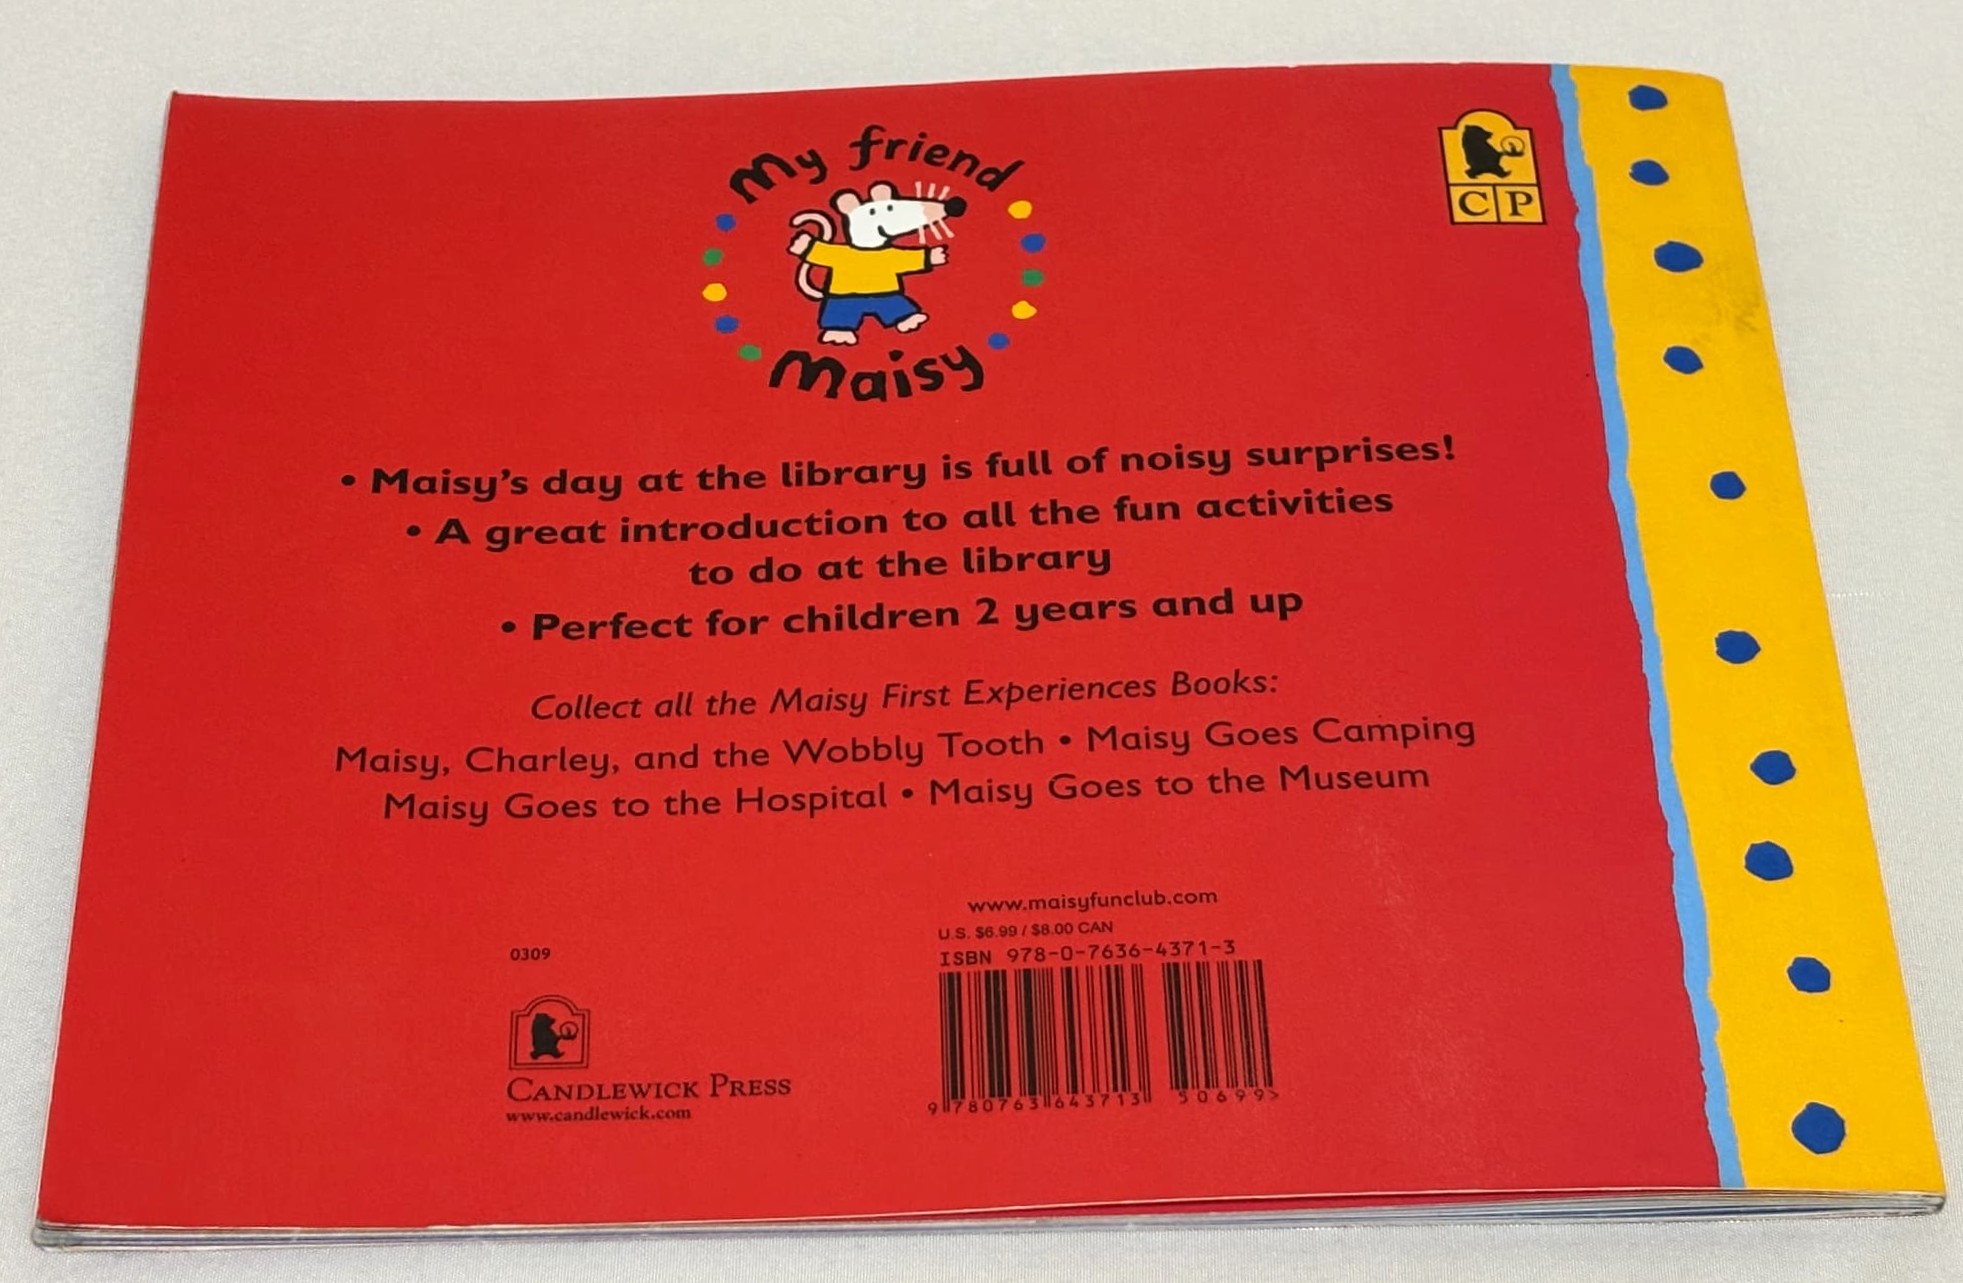 My friend
Maisy
C P
• Maisy's day at the library is full of noisy surprises!
• A great introduction to all the fun activities
to do at the library
• Perfect for children 2 years and up
Collect all the Maisy First Experiences Books:
Maisy, Charley, and the Wobbly Tooth • Maisy Goes Camping
Maisy Goes to the Hospital • Maisy Goes to the Museum
www.maisyfunclub.com
U.S. $6.99 / $8.00 CAN
ISBN 978-0-7636-4371-3
9 780763 643713 50699>
0309
CANDLEWICK PRESS
www.candlewick.com